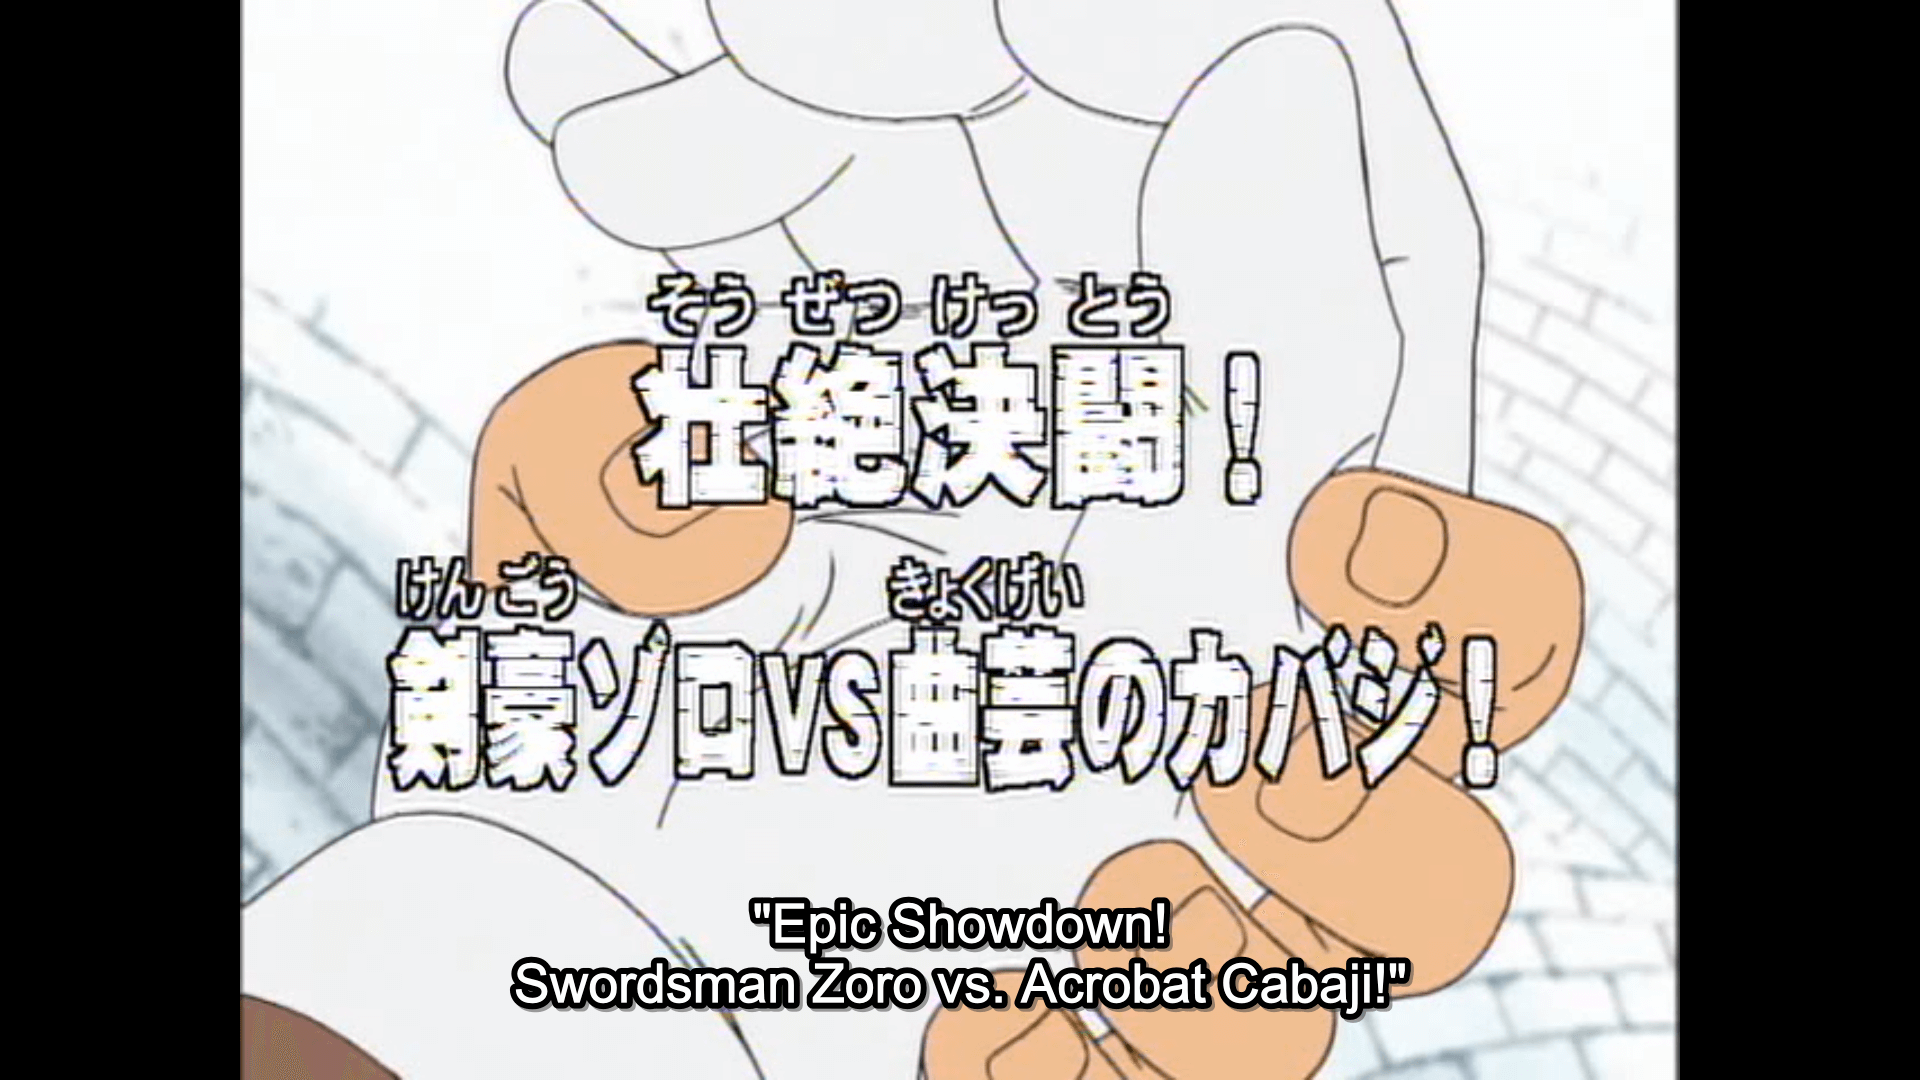 そうぜつけっとう
壮絶決闘！
けんごう きょくげい
剣豪ゾロVS曲芸のカバジ！
"Epic Showdown!
Swordsman Zoro vs. Acrobat Cabaji!"